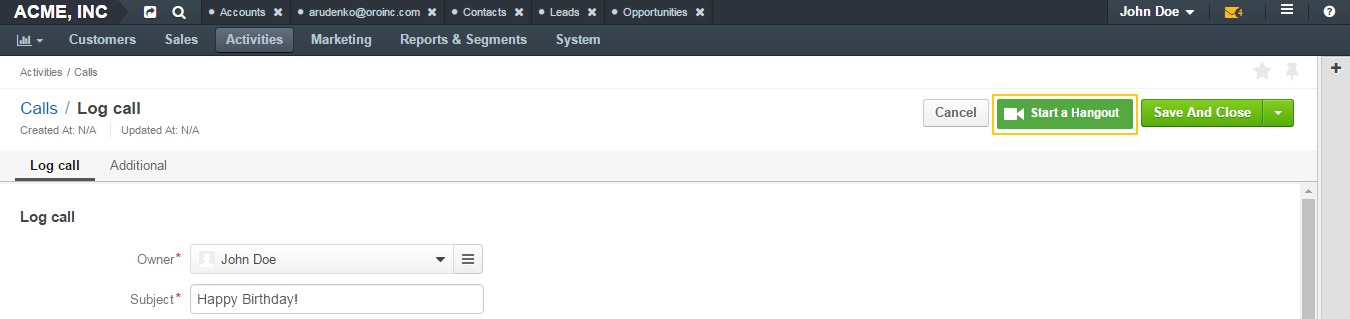 ACME, INC Accounts arudenko@oroinc.com Contacts Leads Opportunities John Doe 4
Customers Sales Activities Marketing Reports & Segments System
Activities / Calls
Calls / Log call Cancel Start a Hangout Save And Close
Created At: N/A Updated At: N/A
Log call Additional
Log call
Owner* John Doe
Subject* Happy Birthday!